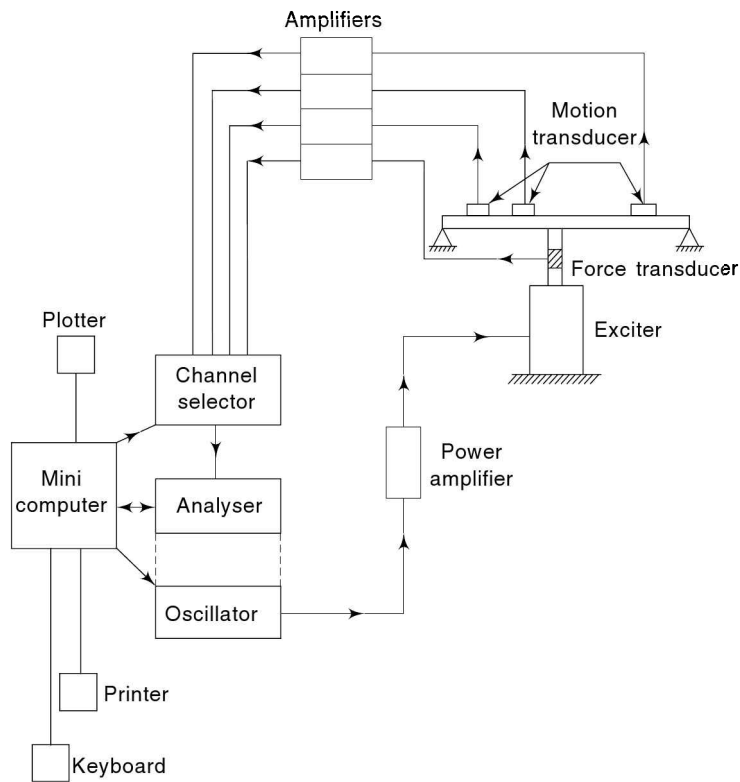 Amplifiers
Motion
transducer
Force transducer
Exciter
Plotter
Channel
selector
Power
amplifier
Mini
computer
Analyser
Oscillator
Printer
Keyboard